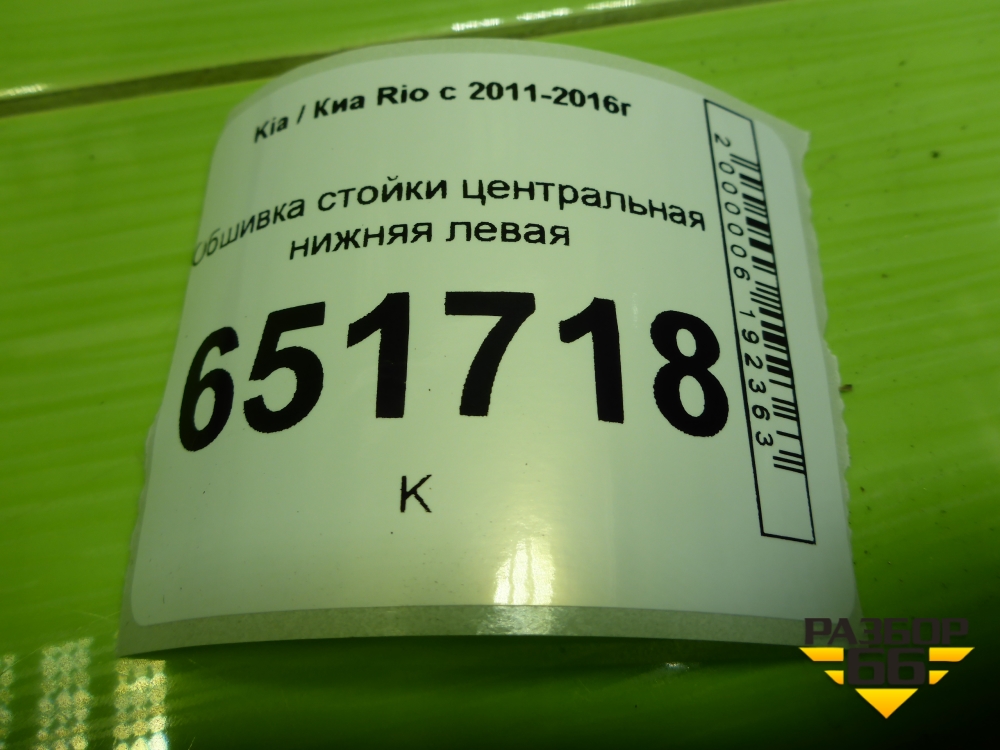 Kia / Киа Rio с 2011-2016г
Обшивка стойки центральная
нижняя левая
651718
К
2000006192363
РАЗБОР
66